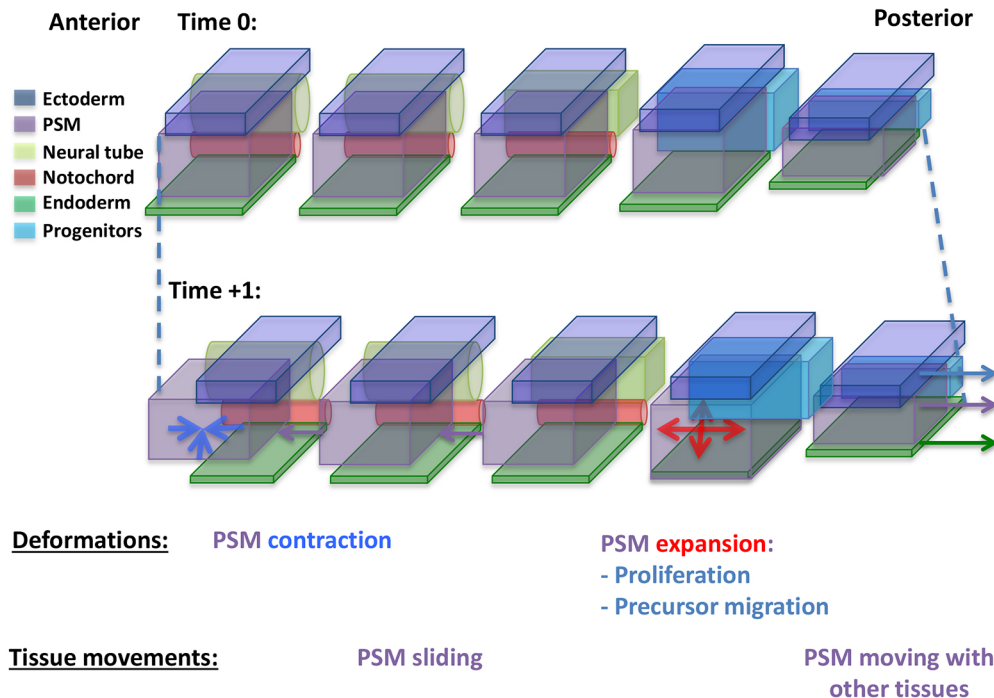 Anterior
Time 0:
Posterior
Ectoderm
PSM
Neural tube
Notochord
Endoderm
Progenitors
Time +1:
Deformations:
PSM contraction
PSM expansion:
- Proliferation
- Precursor migration
Tissue movements:
PSM sliding
PSM moving with
other tissues